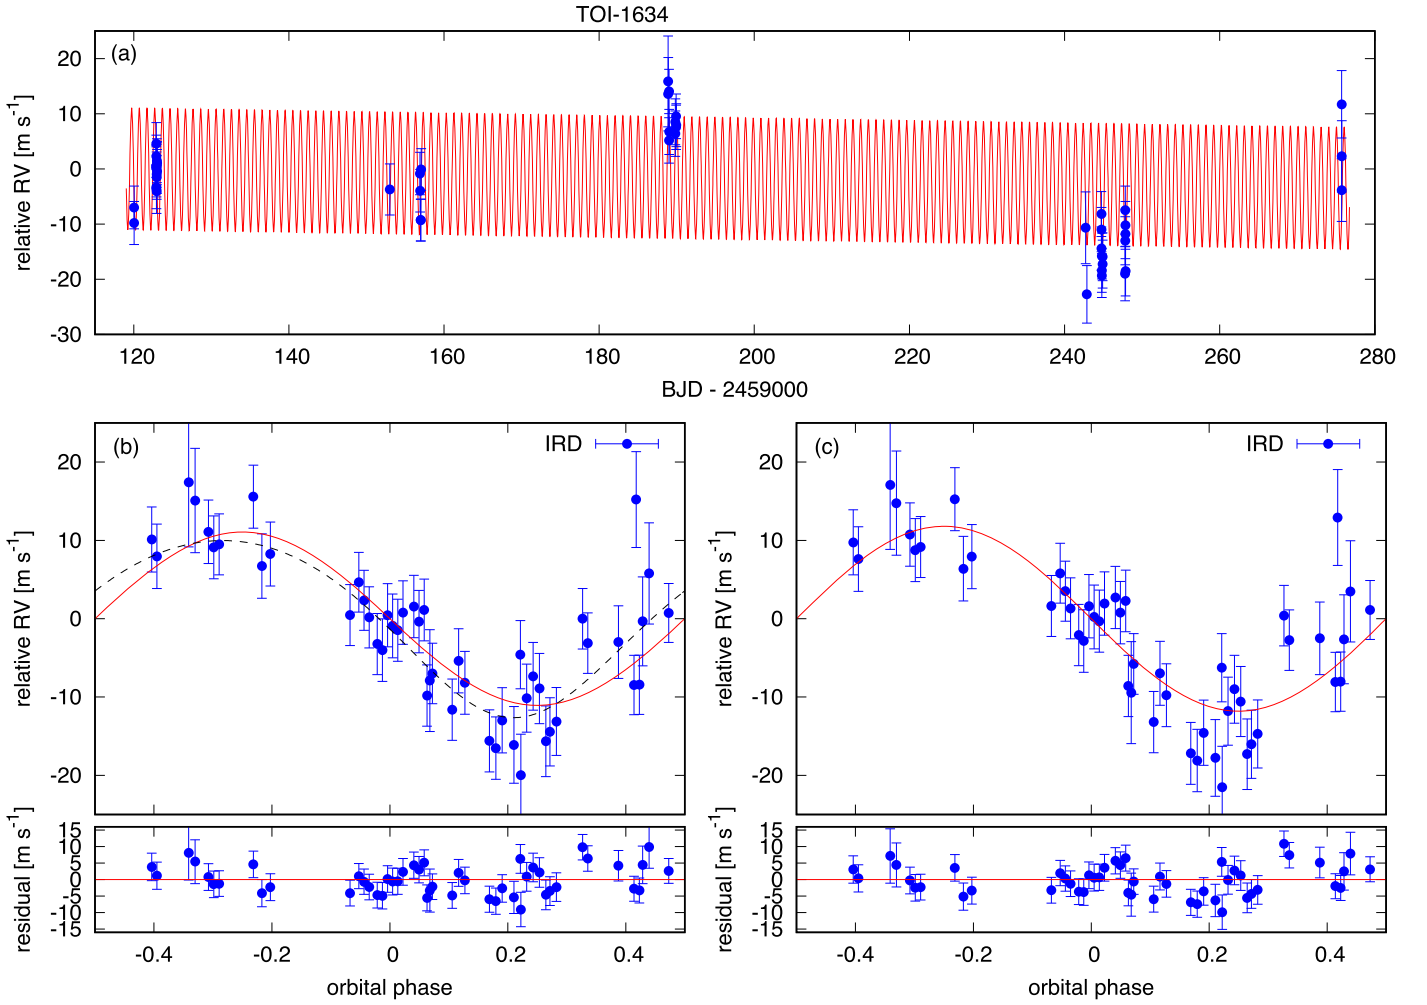 TOI-1634
(a)
relative RV [m s⁻¹]
20
10
0
-10
-20
-30
120 140 160 180 200 220 240 260 280
BJD - 2459000
(b) IRD
relative RV [m s⁻¹]
20
10
0
-10
-20
residual [m s⁻¹]
15
10
5
0
-5
-10
-15
-0.4 -0.2 0 0.2 0.4
orbital phase
(c) IRD
relative RV [m s⁻¹]
20
10
0
-10
-20
residual [m s⁻¹]
15
10
5
0
-5
-10
-15
-0.4 -0.2 0 0.2 0.4
orbital phase